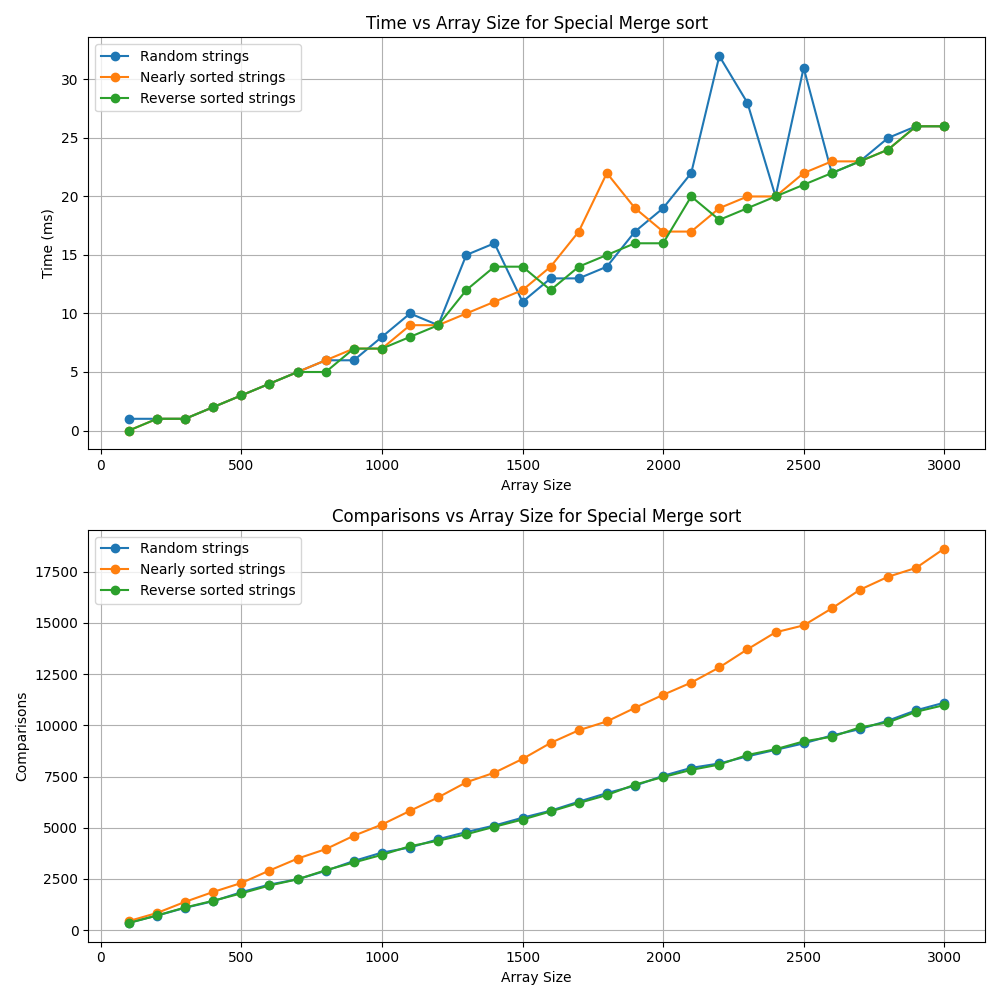 Time vs Array Size for Special Merge sort
Random strings
Nearly sorted strings
Reverse sorted strings
30
25
20
15
10
5
0
Time (ms)
0 500 1000 1500 2000 2500 3000
Array Size
Comparisons vs Array Size for Special Merge sort
Random strings
Nearly sorted strings
Reverse sorted strings
17500
15000
12500
10000
7500
5000
2500
0
Comparisons
0 500 1000 1500 2000 2500 3000
Array Size